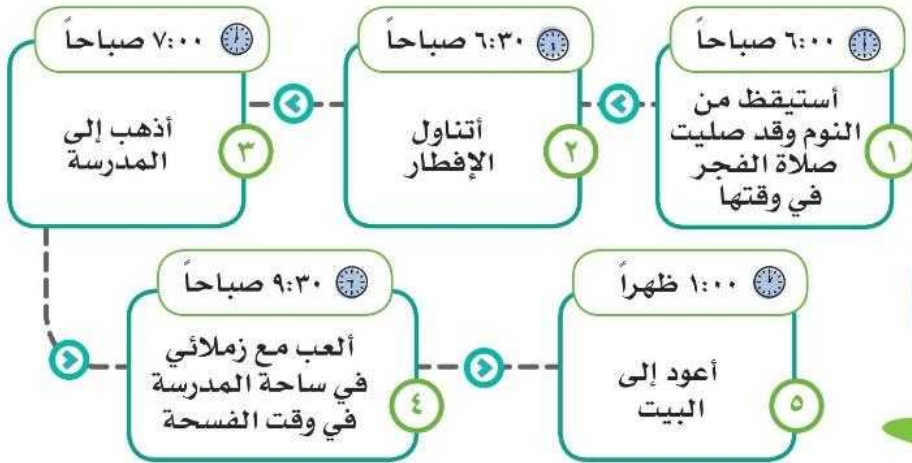 ٦:٠٠ صباحاً
أستيقظ من
النوم وقد صليت
صلاة الفجر
في وقتها
١
٦:٣٠ صباحاً
أتناول
الإفطار
٢
٧:٠٠ صباحاً
أذهب إلى
المدرسة
٣
٩:٣٠ صباحاً
ألعب مع زملائي
في ساحة المدرسة
في وقت الفسحة
٤
١:٠٠ ظهراً
أعود إلى
البيت
٥